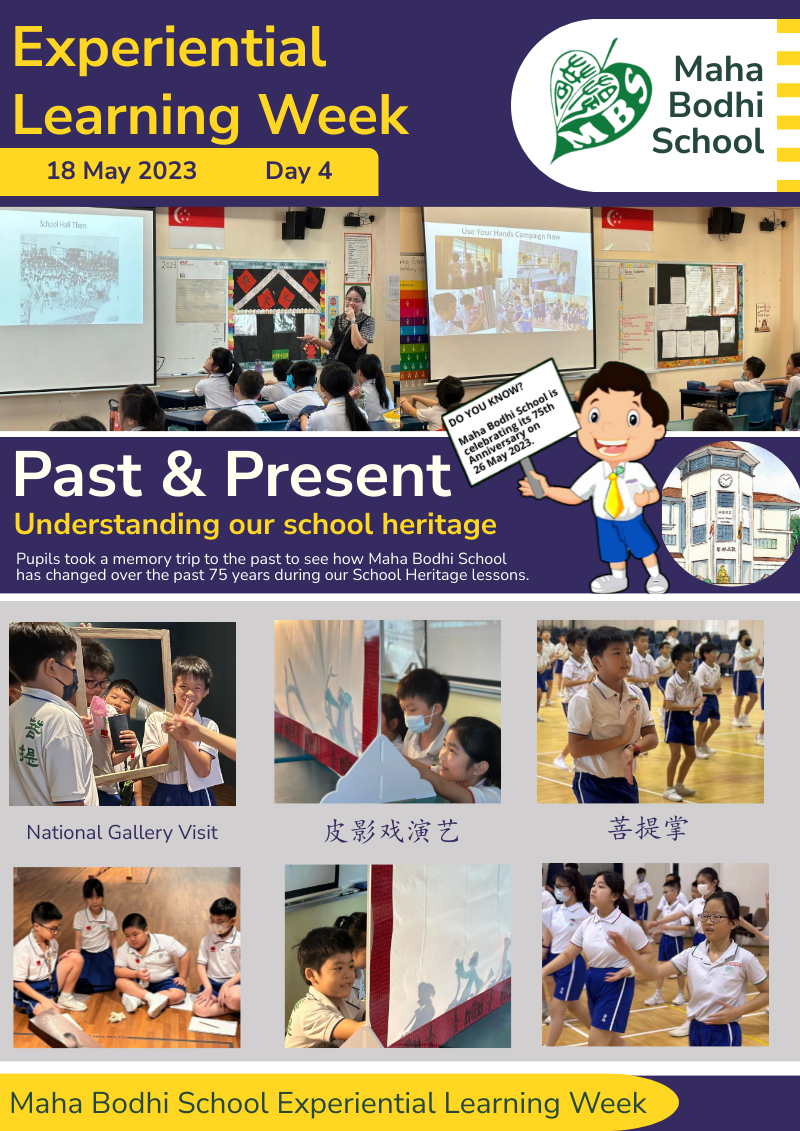 Experiential
Learning Week
18 May 2023 Day 4
MBS
Maha
Bodhi
School
School Hall Then
2023
Use Your Hands Campaign Now
DO YOU KNOW?
Maha Bodhi School is
celebrating its 75th
Anniversary on
26 May 2023.
Past & Present
Understanding our school heritage
Pupils took a memory trip to the past to see how Maha Bodhi School
has changed over the past 75 years during our School Heritage lessons.
菩提
National Gallery Visit
皮影戏演艺
菩提掌
Maha Bodhi School Experiential Learning Week